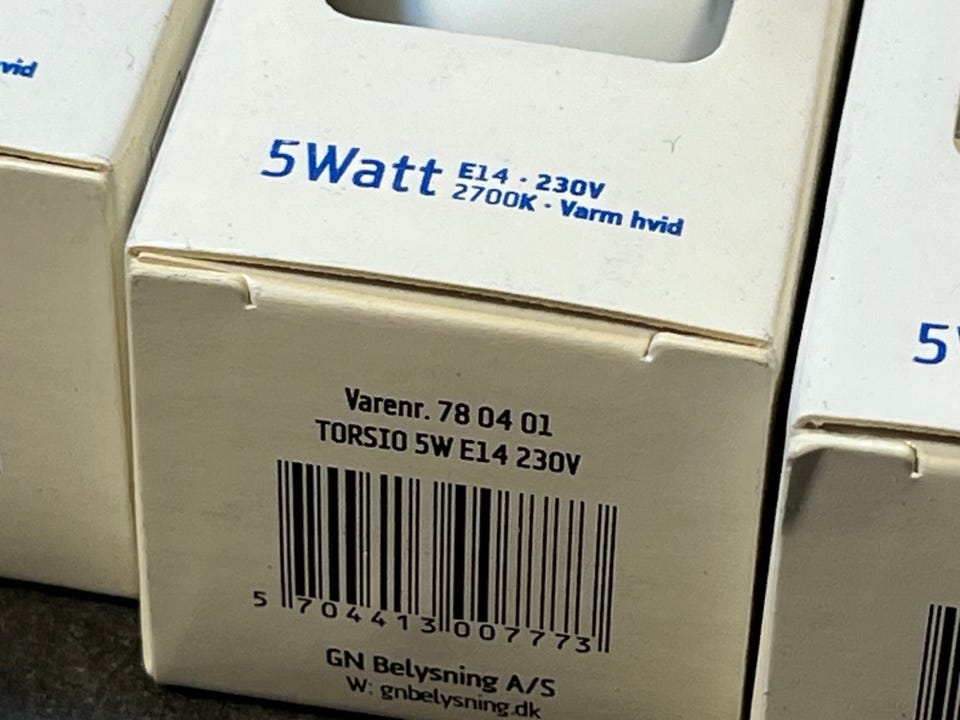 vid
5Watt E14 · 230V
2700K · Varm hvid
5
Varenr. 78 04 01
TORSIO 5W E14 230V
5 704413 007773
GN Belysning A/S
W: gnbelysning.dk